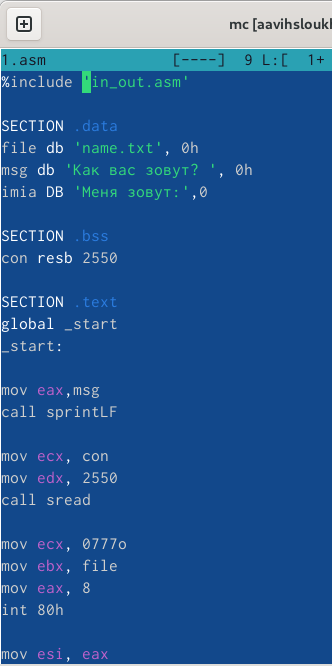 mc [aavihsloukh
1.asm [----] 9 L:[ 1+
%include 'in_out.asm'
SECTION .data
file db 'name.txt', 0h
msg db 'Как вас зовут? ', 0h
imia DB 'Меня зовут:',0
SECTION .bss
con resb 2550
SECTION .text
global _start
_start:
mov eax,msg
call sprintLF
mov ecx, con
mov edx, 2550
call sread
mov ecx, 0777o
mov ebx, file
mov eax, 8
int 80h
mov esi, eax